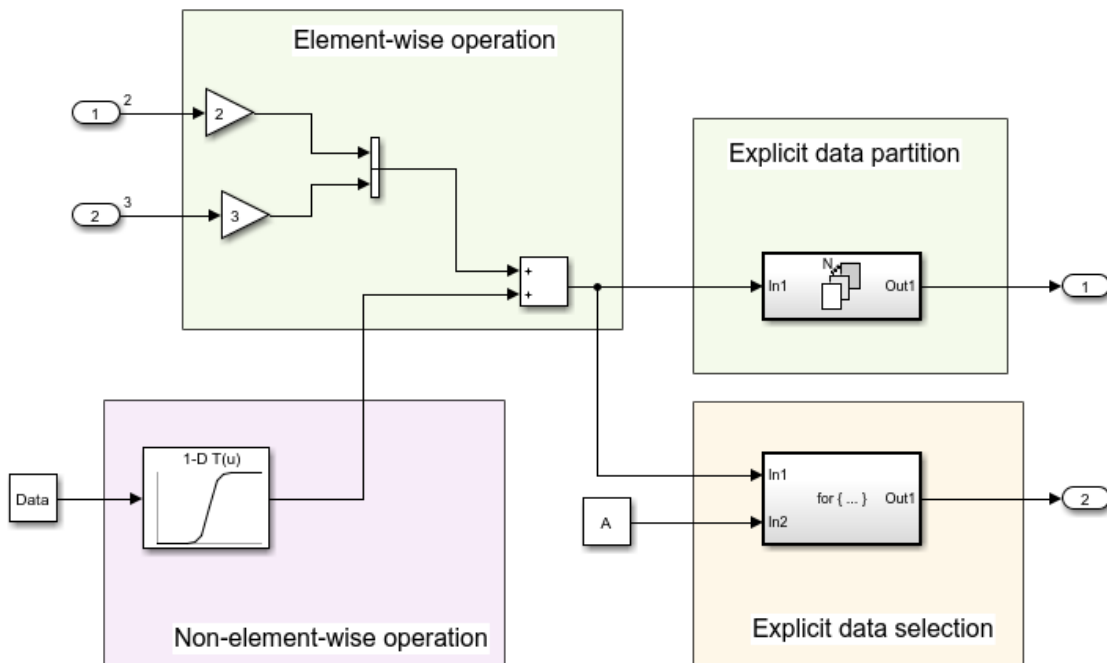 Element-wise operation
2
1
2
3
2
3
+
+
Explicit data partition
N
In1
Out1
1
1-D T(u)
Data
Non-element-wise operation
A
In1
In2
for { ... }
Out1
2
Explicit data selection